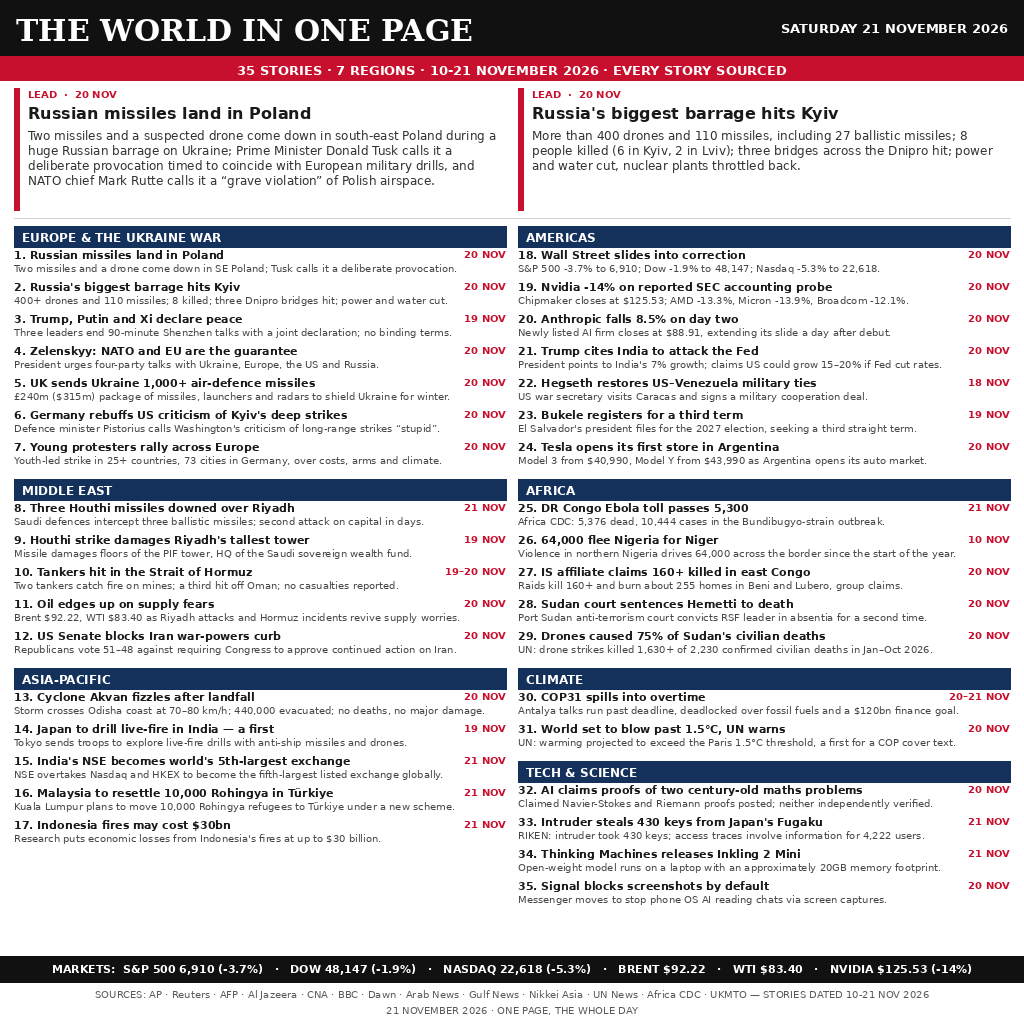 THE WORLD IN ONE PAGE
SATURDAY 21 NOVEMBER 2026
35 STORIES · 7 REGIONS · 10-21 NOVEMBER 2026 · EVERY STORY SOURCED
LEAD · 20 NOV
Russian missiles land in Poland
Two missiles and a suspected drone come down in south-east Poland during a
huge Russian barrage on Ukraine; Prime Minister Donald Tusk calls it a
deliberate provocation timed to coincide with European military drills, and
NATO chief Mark Rutte calls it a “grave violation” of Polish airspace.
LEAD · 20 NOV
Russia's biggest barrage hits Kyiv
More than 400 drones and 110 missiles, including 27 ballistic missiles; 8
people killed (6 in Kyiv, 2 in Lviv); three bridges across the Dnipro hit; power
and water cut, nuclear plants throttled back.
EUROPE & THE UKRAINE WAR
1. Russian missiles land in Poland 20 NOV
Two missiles and a drone come down in SE Poland; Tusk calls it a deliberate provocation.
2. Russia's biggest barrage hits Kyiv 20 NOV
400+ drones and 110 missiles; 8 killed; three Dnipro bridges hit; power and water cut.
3. Trump, Putin and Xi declare peace 19 NOV
Three leaders end 90-minute Shenzhen talks with a joint declaration; no binding terms.
4. Zelenskyy: NATO and EU are the guarantee 20 NOV
President urges four-party talks with Ukraine, Europe, the US and Russia.
5. UK sends Ukraine 1,000+ air-defence missiles 20 NOV
£240m ($315m) package of missiles, launchers and radars to shield Ukraine for winter.
6. Germany rebuffs US criticism of Kyiv's deep strikes 20 NOV
Defence minister Pistorius calls Washington's criticism of long-range strikes “stupid”.
7. Young protesters rally across Europe 20 NOV
Youth-led strike in 25+ countries, 73 cities in Germany, over costs, arms and climate.
MIDDLE EAST
8. Three Houthi missiles downed over Riyadh 21 NOV
Saudi defences intercept three ballistic missiles; second attack on capital in days.
9. Houthi strike damages Riyadh's tallest tower 19 NOV
Missile damages floors of the PIF tower, HQ of the Saudi sovereign wealth fund.
10. Tankers hit in the Strait of Hormuz 19–20 NOV
Two tankers catch fire on mines; a third hit off Oman; no casualties reported.
11. Oil edges up on supply fears 20 NOV
Brent $92.22, WTI $83.40 as Riyadh attacks and Hormuz incidents revive supply worries.
12. US Senate blocks Iran war-powers curb 20 NOV
Republicans vote 51–48 against requiring Congress to approve continued action on Iran.
ASIA-PACIFIC
13. Cyclone Akvan fizzles after landfall 20 NOV
Storm crosses Odisha coast at 70–80 km/h; 440,000 evacuated; no deaths, no major damage.
14. Japan to drill live-fire in India — a first 19 NOV
Tokyo sends troops to explore live-fire drills with anti-ship missiles and drones.
15. India's NSE becomes world's 5th-largest exchange 21 NOV
NSE overtakes Nasdaq and HKEX to become the fifth-largest listed exchange globally.
16. Malaysia to resettle 10,000 Rohingya in Türkiye 21 NOV
Kuala Lumpur plans to move 10,000 Rohingya refugees to Türkiye under a new scheme.
17. Indonesia fires may cost $30bn 21 NOV
Research puts economic losses from Indonesia's fires at up to $30 billion.
AMERICAS
18. Wall Street slides into correction 20 NOV
S&P 500 -3.7% to 6,910; Dow -1.9% to 48,147; Nasdaq -5.3% to 22,618.
19. Nvidia -14% on reported SEC accounting probe 20 NOV
Chipmaker closes at $125.53; AMD -13.3%, Micron -13.9%, Broadcom -12.1%.
20. Anthropic falls 8.5% on day two 20 NOV
Newly listed AI firm closes at $88.91, extending its slide a day after debut.
21. Trump cites India to attack the Fed 20 NOV
President points to India's 7% growth; claims US could grow 15–20% if Fed cut rates.
22. Hegseth restores US–Venezuela military ties 18 NOV
US war secretary visits Caracas and signs a military cooperation deal.
23. Bukele registers for a third term 19 NOV
El Salvador's president files for the 2027 election, seeking a third straight term.
24. Tesla opens its first store in Argentina 20 NOV
Model 3 from $40,990, Model Y from $43,990 as Argentina opens its auto market.
AFRICA
25. DR Congo Ebola toll passes 5,300 21 NOV
Africa CDC: 5,376 dead, 10,444 cases in the Bundibugyo-strain outbreak.
26. 64,000 flee Nigeria for Niger 10 NOV
Violence in northern Nigeria drives 64,000 across the border since the start of the year.
27. IS affiliate claims 160+ killed in east Congo 20 NOV
Raids kill 160+ and burn about 255 homes in Beni and Lubero, group claims.
28. Sudan court sentences Hemetti to death 20 NOV
Port Sudan anti-terrorism court convicts RSF leader in absentia for a second time.
29. Drones caused 75% of Sudan's civilian deaths 20 NOV
UN: drone strikes killed 1,630+ of 2,230 confirmed civilian deaths in Jan–Oct 2026.
CLIMATE
30. COP31 spills into overtime 20–21 NOV
Antalya talks run past deadline, deadlocked over fossil fuels and a $120bn finance goal.
31. World set to blow past 1.5°C, UN warns 20 NOV
UN: warming projected to exceed the Paris 1.5°C threshold, a first for a COP cover text.
TECH & SCIENCE
32. AI claims proofs of two century-old maths problems 20 NOV
Claimed Navier-Stokes and Riemann proofs posted; neither independently verified.
33. Intruder steals 430 keys from Japan's Fugaku 21 NOV
RIKEN: intruder took 430 keys; access traces involve information for 4,222 users.
34. Thinking Machines releases Inkling 2 Mini 21 NOV
Open-weight model runs on a laptop with an approximately 20GB memory footprint.
35. Signal blocks screenshots by default 20 NOV
Messenger moves to stop phone OS AI reading chats via screen captures.
MARKETS: S&P 500 6,910 (-3.7%) · DOW 48,147 (-1.9%) · NASDAQ 22,618 (-5.3%) · BRENT $92.22 · WTI $83.40 · NVIDIA $125.53 (-14%)
SOURCES: AP · Reuters · AFP · Al Jazeera · CNA · BBC · Dawn · Arab News · Gulf News · Nikkei Asia · UN News · Africa CDC · UKMTO — STORIES DATED 10-21 NOV 2026
21 NOVEMBER 2026 · ONE PAGE, THE WHOLE DAY